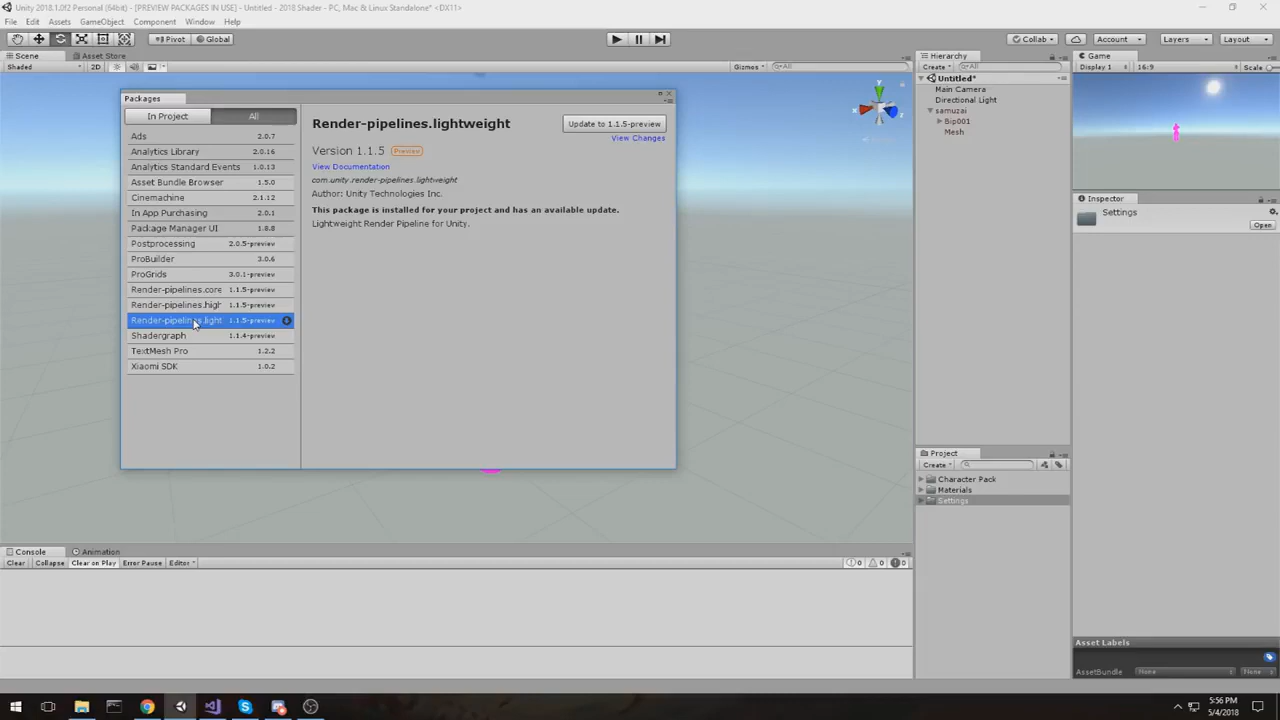 Unity 2018.1.0f2 Personal (64bit) - [PREVIEW PACKAGES IN USE] - Untitled - 2018 Shader - PC, Mac & Linux Standalone* <DX11>
File Edit Assets GameObject Component Window Help
Pivot Global Collab Account Layers Layout
Scene Asset Store
Shaded 2D Gizmos All
Hierarchy
Create All
Untitled*
Main Camera
Directional Light
samuzai
Bip001
Mesh
Game
Display 1 16:9 Scale
Packages
In Project All
Ads 2.0.7
Analytics Library 2.0.16
Analytics Standard Events 1.0.13
Asset Bundle Browser 1.5.0
Cinemachine 2.1.12
In App Purchasing 2.0.1
Package Manager UI 1.8.8
Postprocessing 2.0.5-preview
ProBuilder 3.0.6
ProGrids 3.0.1-preview
Render-pipelines.core 1.1.5-preview
Render-pipelines.high 1.1.5-preview
Render-pipelines.light 1.1.5-preview
Shadergraph 1.1.4-preview
TextMesh Pro 1.2.2
Xiaomi SDK 1.0.2
Render-pipelines.lightweight
Update to 1.1.5-preview
View Changes
Version 1.1.5 Preview
View Documentation
com.unity.render-pipelines.lightweight
Author: Unity Technologies Inc.
This package is installed for your project and has an available update.
Lightweight Render Pipeline for Unity.
Inspector
Settings
Open
Project
Create
Character Pack
Materials
Settings
Console Animation
Clear Collapse Clear on Play Error Pause Editor 0 0 0
Asset Labels
AssetBundle None None
5:56 PM
5/4/2018